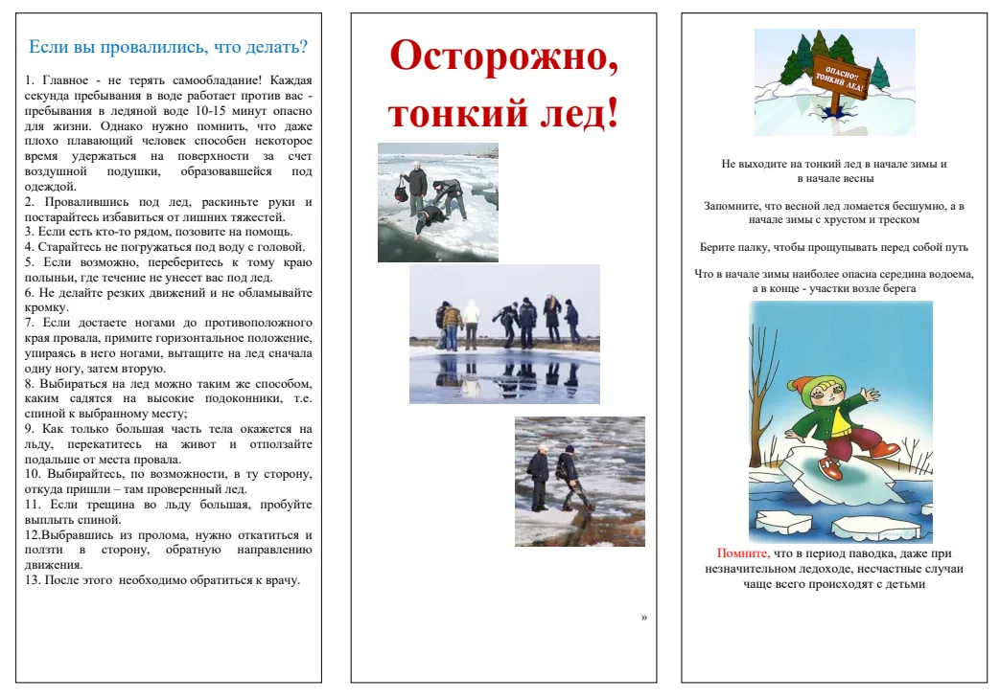 Если вы провалились, что делать?
1. Главное - не терять самообладание! Каждая
секунда пребывания в воде работает против вас -
пребывания в ледяной воде 10-15 минут опасно
для жизни. Однако нужно помнить, что даже
плохо плавающий человек способен некоторое
время удержаться на поверхности за счет
воздушной подушки, образовавшейся под
одеждой.
2. Провалившись под лед, раскиньте руки и
постарайтесь избавиться от лишних тяжестей.
3. Если есть кто-то рядом, позовите на помощь.
4. Старайтесь не погружаться под воду с головой.
5. Если возможно, переберитесь к тому краю
полыньи, где течение не унесет вас под лед.
6. Не делайте резких движений и не обламывайте
кромку.
7. Если достаете ногами до противоположного
края провала, примите горизонтальное положение,
упираясь в него ногами, вытащите на лед сначала
одну ногу, затем вторую.
8. Выбираться на лед можно таким же способом,
каким садятся на высокие подоконники, т.е.
спиной к выбранному месту;
9. Как только большая часть тела окажется на
льду, перекатитесь на живот и отползайте
подальше от места провала.
10. Выбирайтесь, по возможности, в ту сторону,
откуда пришли – там проверенный лед.
11. Если трещина во льду большая, пробуйте
выплыть спиной.
12.Выбравшись из пролома, нужно откатиться и
ползти в сторону, обратную направлению
движения.
13. После этого необходимо обратиться к врачу.
Осторожно,
тонкий лед!
»
ОПАСНО!!
ТОНКИЙ ЛЕД!
Не выходите на тонкий лед в начале зимы и
в начале весны
Запомните, что весной лед ломается бесшумно, а в
начале зимы с хрустом и треском
Берите палку, чтобы прощупывать перед собой путь
Что в начале зимы наиболее опасна середина водоема,
а в конце - участки возле берега
Помните, что в период паводка, даже при
незначительном ледоходе, несчастные случаи
чаще всего происходят с детьми